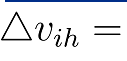 △v_{ih} =